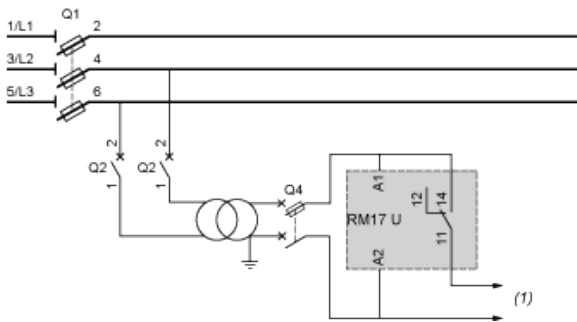 Q1
1/L1 2
3/L2 4
5/L3 6
2 2
Q2 Q2 Q4
1 1
A1 12 14
RM17 U
A2 11
(1)